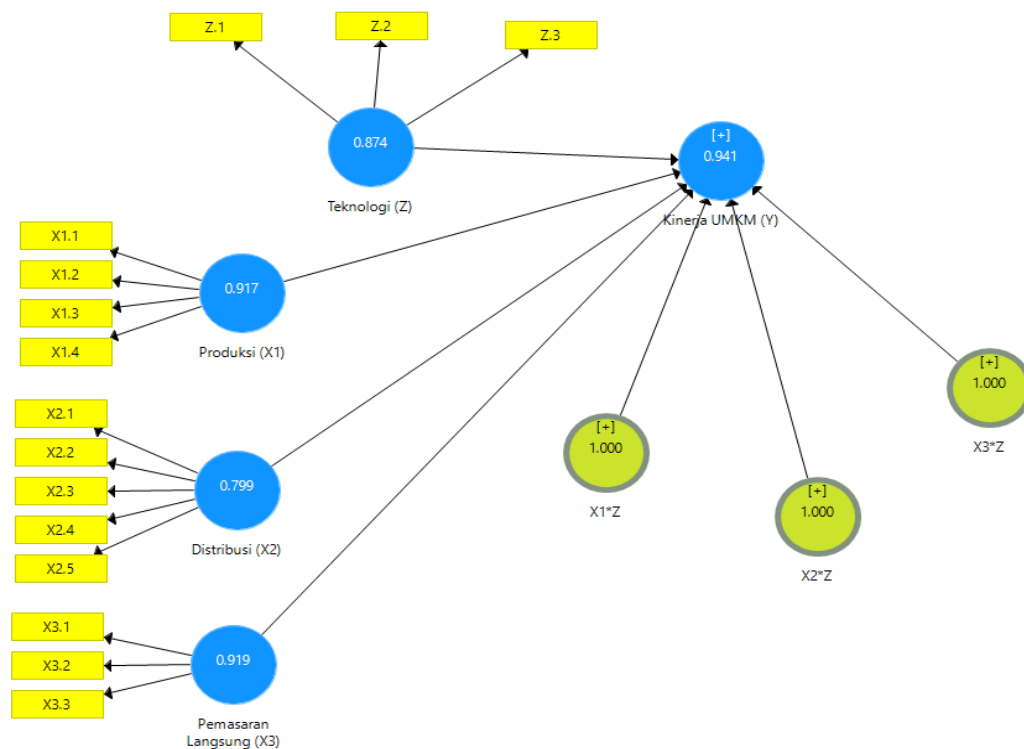 Z.1
Z.2
Z.3
0.874
Teknologi (Z)
[+]
0.941
Kinerja UMKM (Y)
X1.1
X1.2
X1.3
X1.4
0.917
Produksi (X1)
X2.1
X2.2
X2.3
X2.4
X2.5
0.799
Distribusi (X2)
X3.1
X3.2
X3.3
0.919
Pemasaran
Langsung (X3)
[+]
1.000
X1*Z
[+]
1.000
X2*Z
[+]
1.000
X3*Z